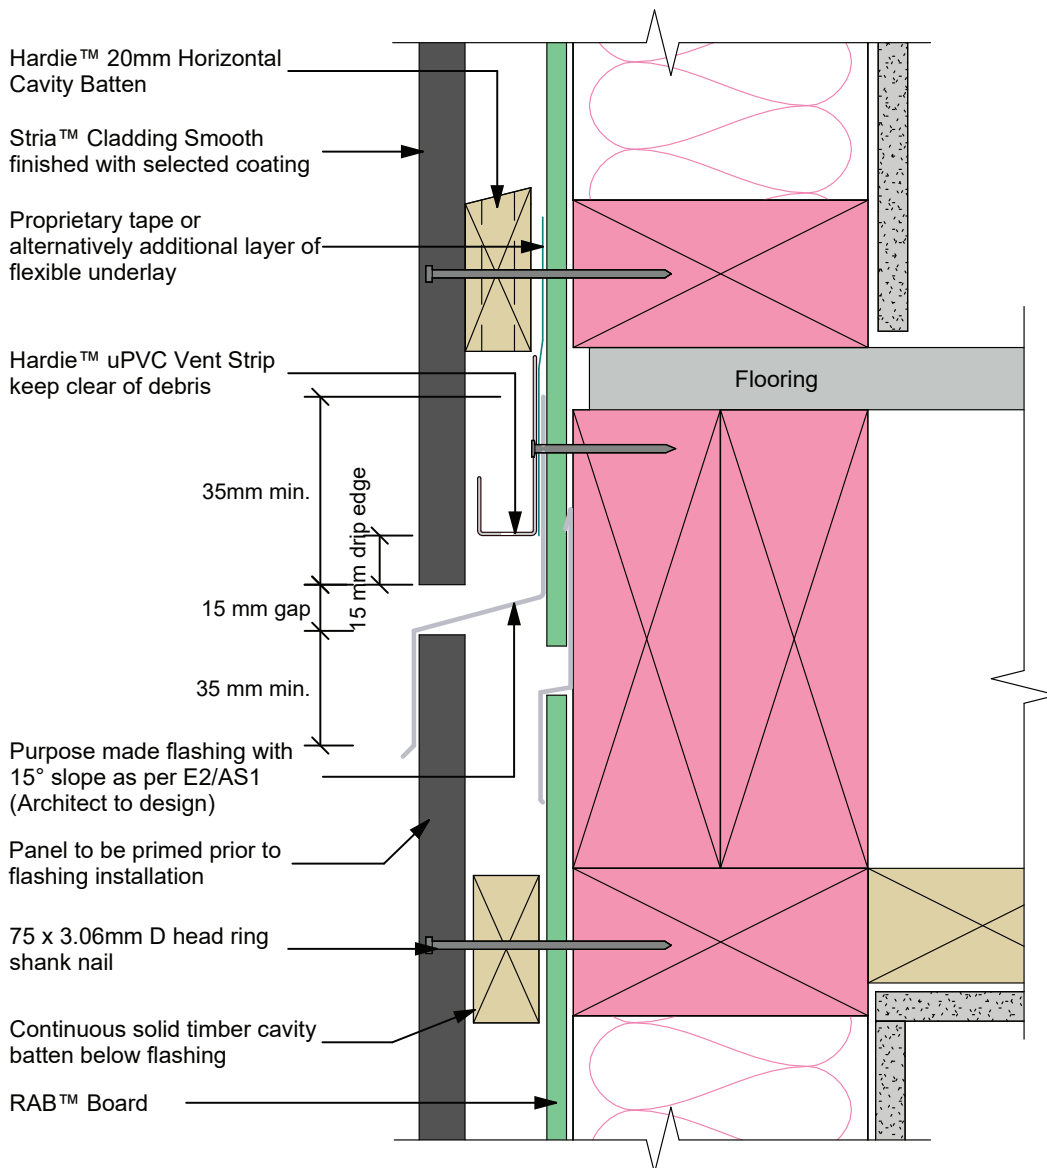 Hardie™ 20mm Horizontal
Cavity Batten
Stria™ Cladding Smooth
finished with selected coating
Proprietary tape or
alternatively additional layer of
flexible underlay
Hardie™ uPVC Vent Strip
keep clear of debris
Flooring
35mm min.
15 mm drip edge
15 mm gap
35 mm min.
Purpose made flashing with
15° slope as per E2/AS1
(Architect to design)
Panel to be primed prior to
flashing installation
75 x 3.06mm D head ring
shank nail
Continuous solid timber cavity
batten below flashing
RAB™ Board